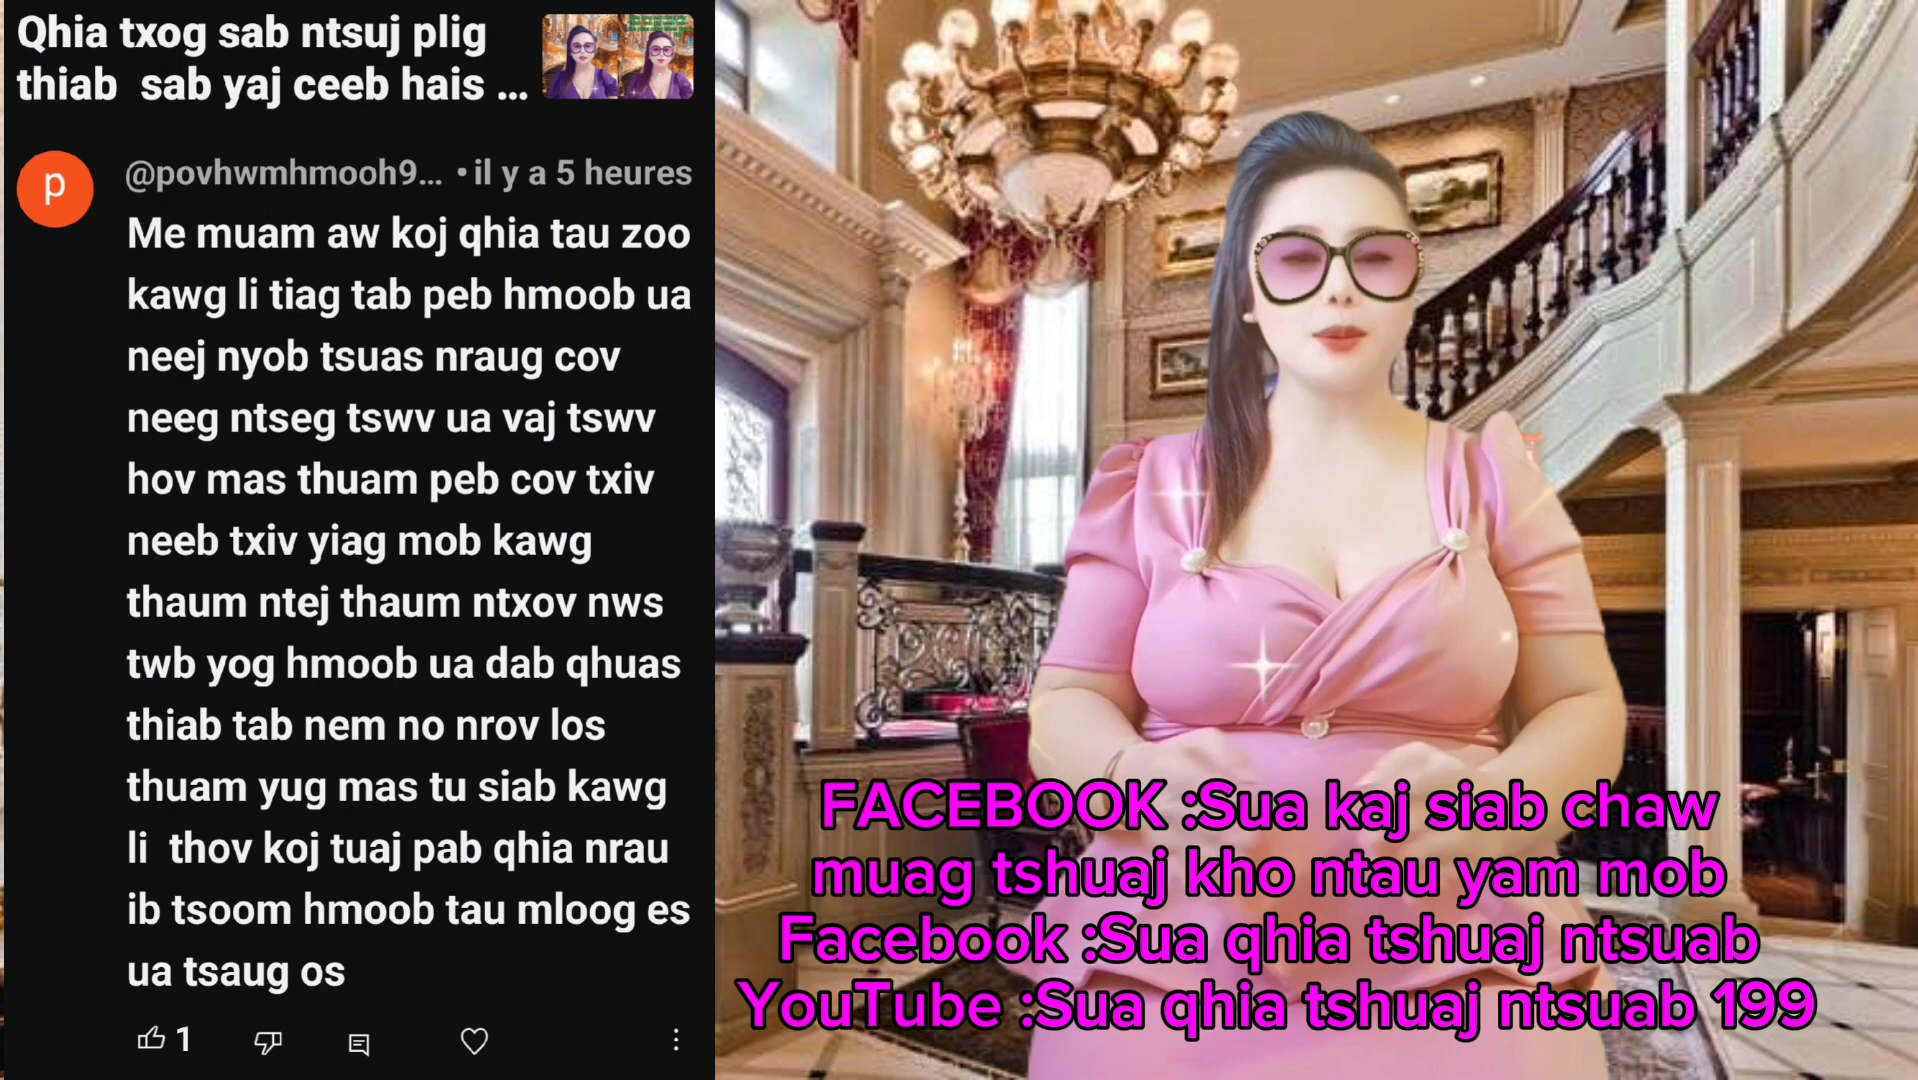 Qhia txog sab ntsuj plig
thiab sab yaj ceeb hais ...
p
@povhwmhmooh9... • il y a 5 heures
Me muam aw koj qhia tau zoo
kawg li tiag tab peb hmoob ua
neej nyob tsuas nraug cov
neeg ntseg tswv ua vaj tswv
hov mas thuam peb cov txiv
neeb txiv yiag mob kawg
thaum ntej thaum ntxov nws
twb yog hmoob ua dab qhuas
thiab tab nem no nrov los
thuam yug mas tu siab kawg
li thov koj tuaj pab qhia nrau
ib tsoom hmoob tau mloog es
ua tsaug os
1
FACEBOOK :Sua kaj siab chaw
muag tshuaj kho ntau yam mob
Facebook :Sua qhia tshuaj ntsuab
YouTube :Sua qhia tshuaj ntsuab 199